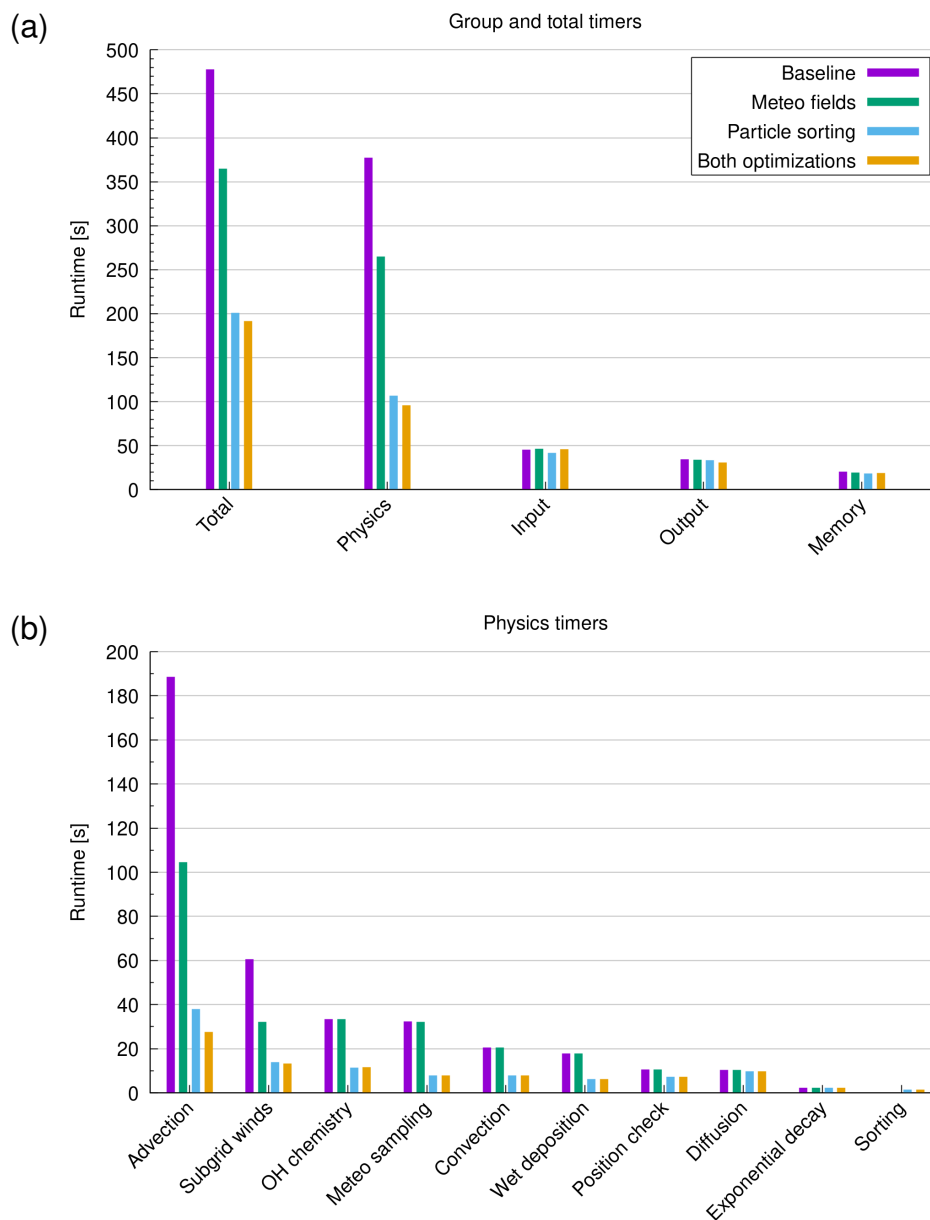 (a)
Group and total timers
500
450
400
350
300
250
200
150
100
50
0
Runtime [s]
Baseline
Meteo fields
Particle sorting
Both optimizations
Total
Physics
Input
Output
Memory
(b)
Physics timers
200
180
160
140
120
100
80
60
40
20
0
Runtime [s]
Advection
Subgrid winds
OH chemistry
Meteo sampling
Convection
Wet deposition
Position check
Diffusion
Exponential decay
Sorting